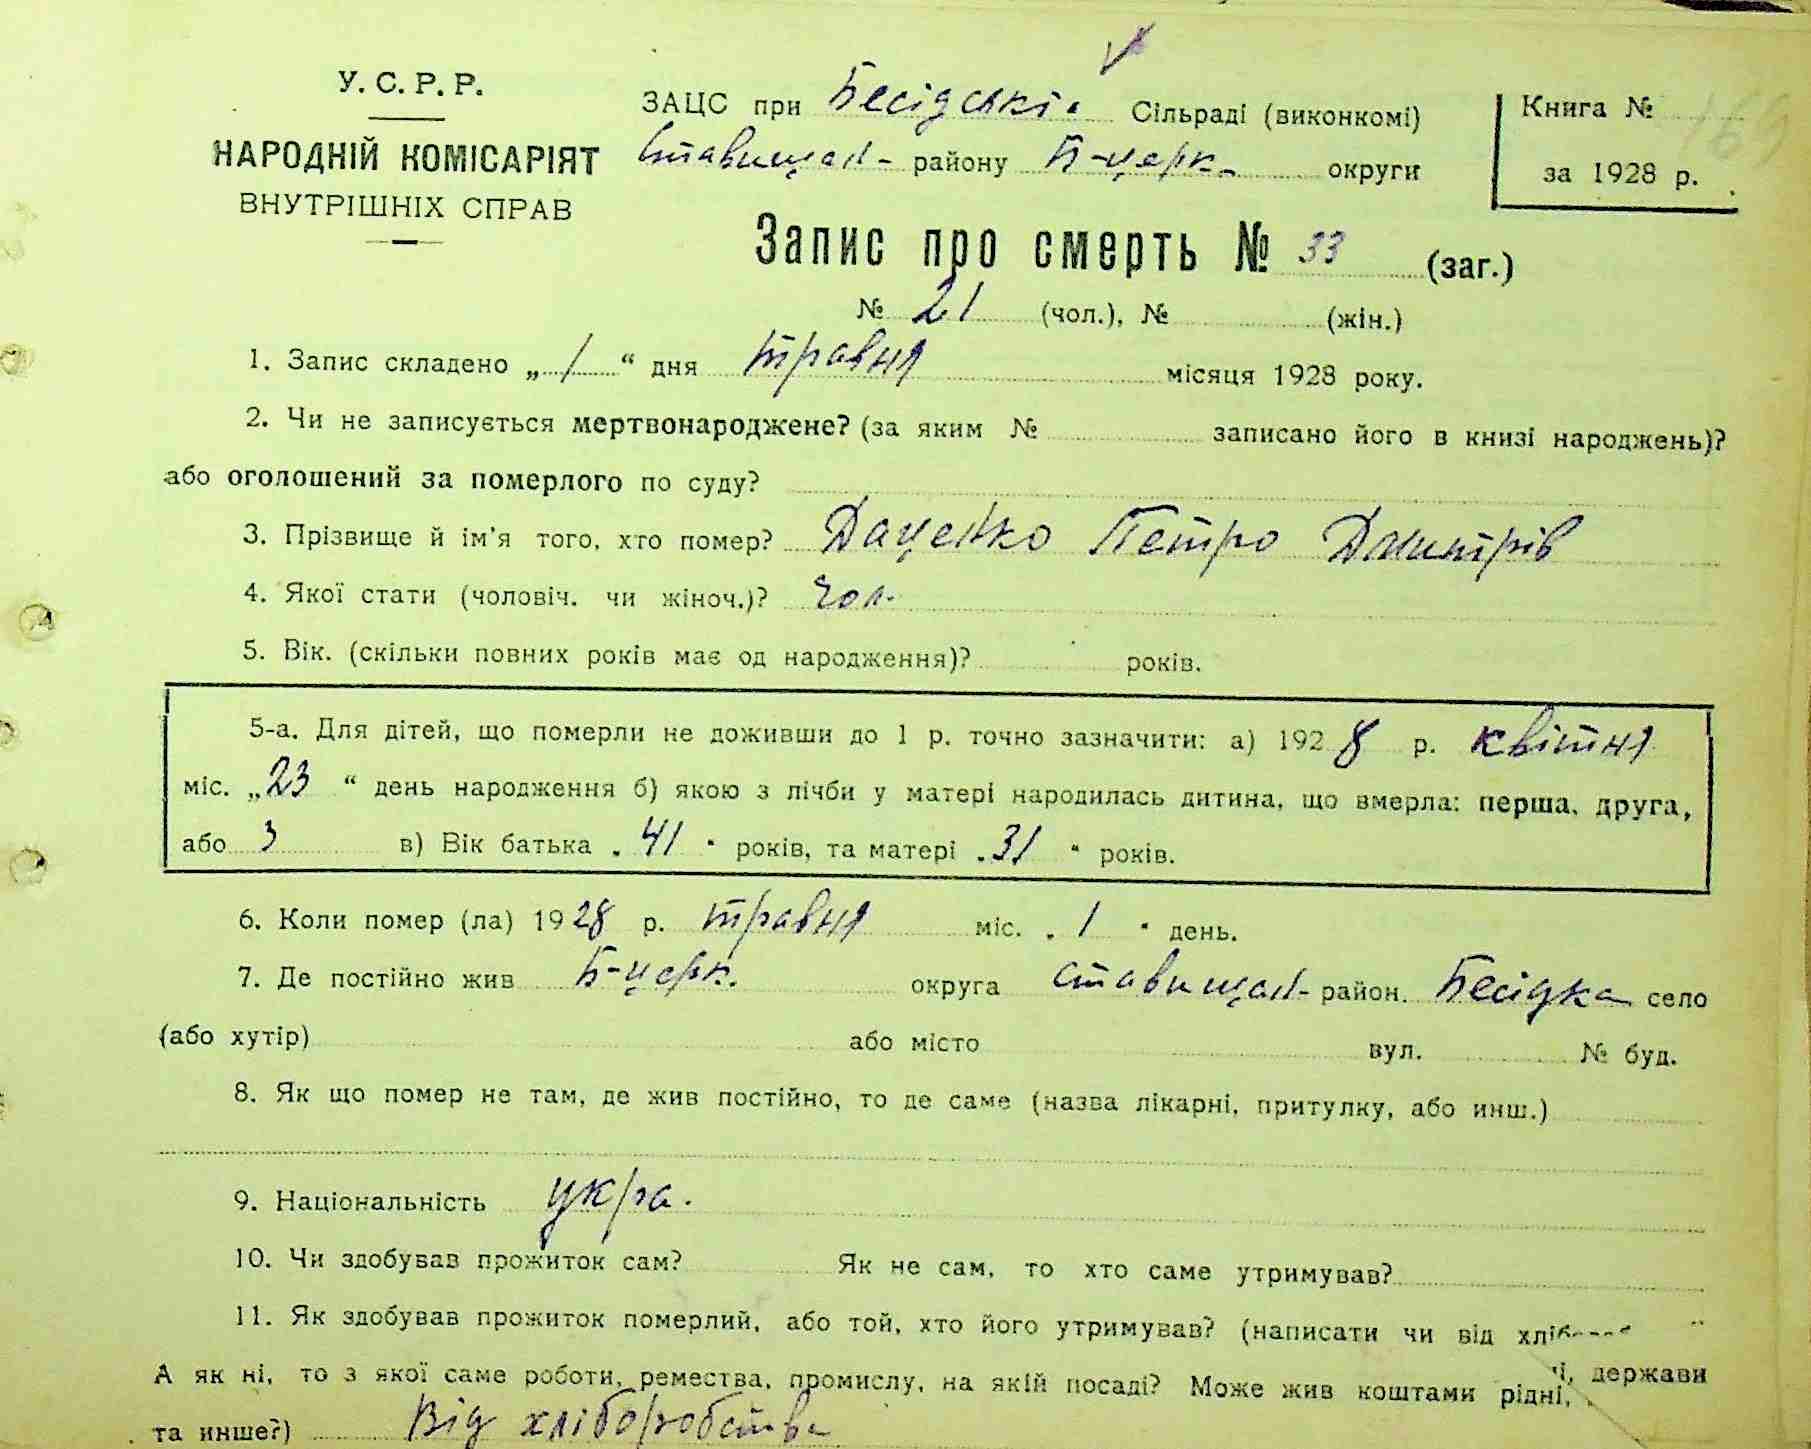 У. С. Р. Р.
НАРОДНІЙ КОМІСАРІЯТ
ВНУТРІШНІХ СПРАВ
ЗАЦС при Бесідські. Сільраді (виконкомі)
Ставищан- району Б-церк. округи
Книга № 169
за 1928 р.
Запис про смерть № 33 (заг.)
№ 21 (чол.), № (жін.)
1. Запис складено „ 1 “ дня травня місяця 1928 року.
2. Чи не записується мертвонароджене? (за яким № записано його в книзі народжень)?
або оголошений за померлого по суду?
3. Прізвище й ім'я того, хто помер? Даценко Петро Дмитрів
4. Якої стати (чоловіч. чи жіноч.)? чол.
5. Вік. (скільки повних років має од народження)? років.
5-а. Для дітей, що померли не доживши до 1 р. точно зазначити: а) 1928 р. квітня
міс. „23 “ день народження б) якою з лічби у матері народилась дитина, що вмерла: перша, друга,
або 3 в) Вік батька „ 41 “ років, та матері „ 31 “ років.
6. Коли помер (ла) 1928 р. травня міс. „ 1 “ день.
7. Де постійно жив Б-церк. округа Ставищан- район. Бесідка село
(або хутір) або місто вул. № буд.
8. Як що помер не там, де жив постійно, то де саме (назва лікарні, притулку, або инш.)
9. Національність укра.
10. Чи здобував прожиток сам? Як не сам, то хто саме утримував?
11. Як здобував прожиток померлий, або той, хто його утримував? (написати чи від
А як ні, то з якої саме роботи, ремества, промислу, на якій посаді? Може жив коштами рідні, держави
та инше?) Від хліборобства